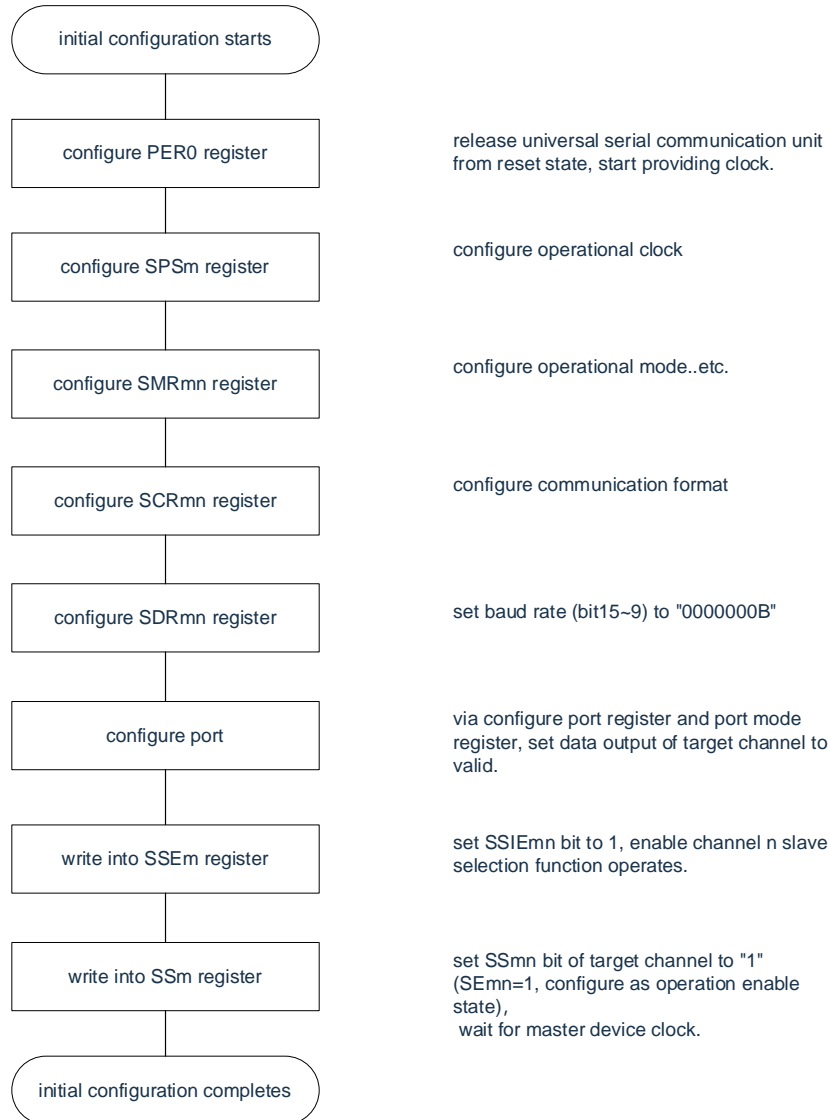 initial configuration starts
configure PER0 register
release universal serial communication unit
from reset state, start providing clock.
configure SPSm register
configure operational clock
configure SMRmn register
configure operational mode..etc.
configure SCRmn register
configure communication format
configure SDRmn register
set baud rate (bit15~9) to "0000000B"
configure port
via configure port register and port mode
register, set data output of target channel to
valid.
write into SSEm register
set SSIEmn bit to 1, enable channel n slave
selection function operates.
write into SSm register
set SSmn bit of target channel to "1"
(SEmn=1, configure as operation enable
state),
wait for master device clock.
initial configuration completes